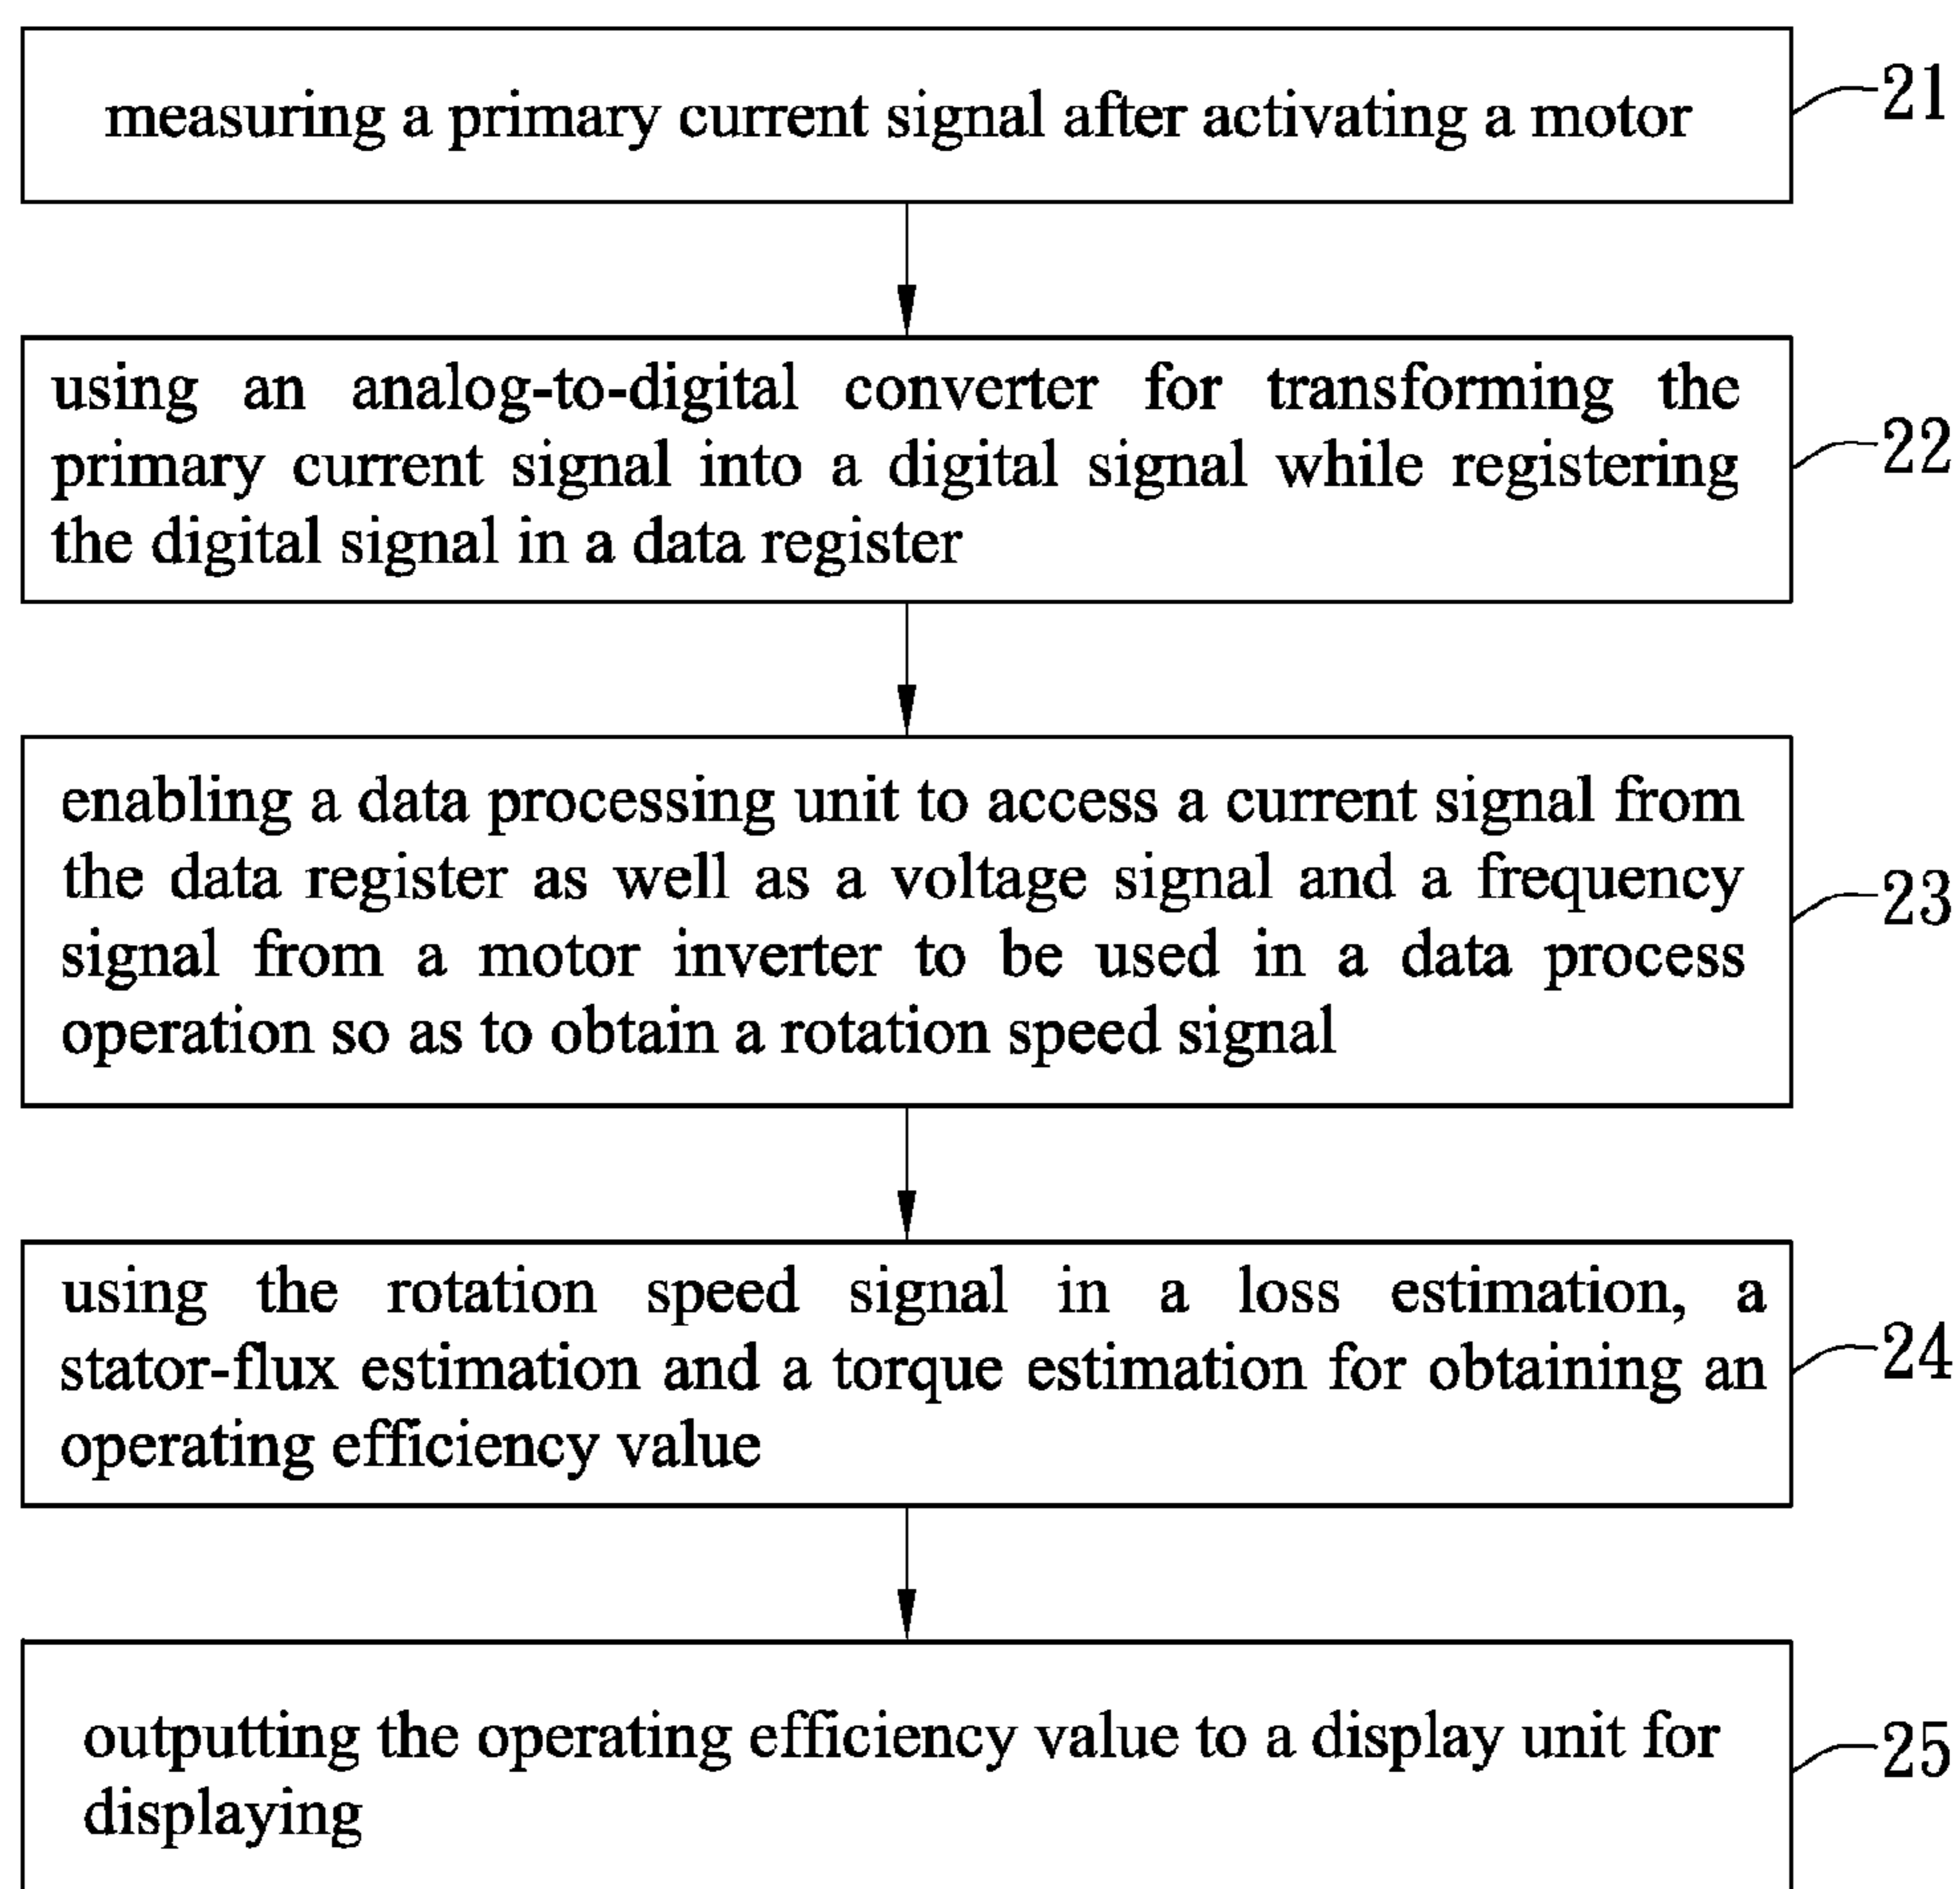 measuring a primary current signal after activating a motor
21
using an analog-to-digital converter for transforming the
primary current signal into a digital signal while registering
the digital signal in a data register
22
enabling a data processing unit to access a current signal from
the data register as well as a voltage signal and a frequency
signal from a motor inverter to be used in a data process
operation so as to obtain a rotation speed signal
23
using the rotation speed signal in a loss estimation, a
stator-flux estimation and a torque estimation for obtaining an
operating efficiency value
24
outputting the operating efficiency value to a display unit for
displaying
25